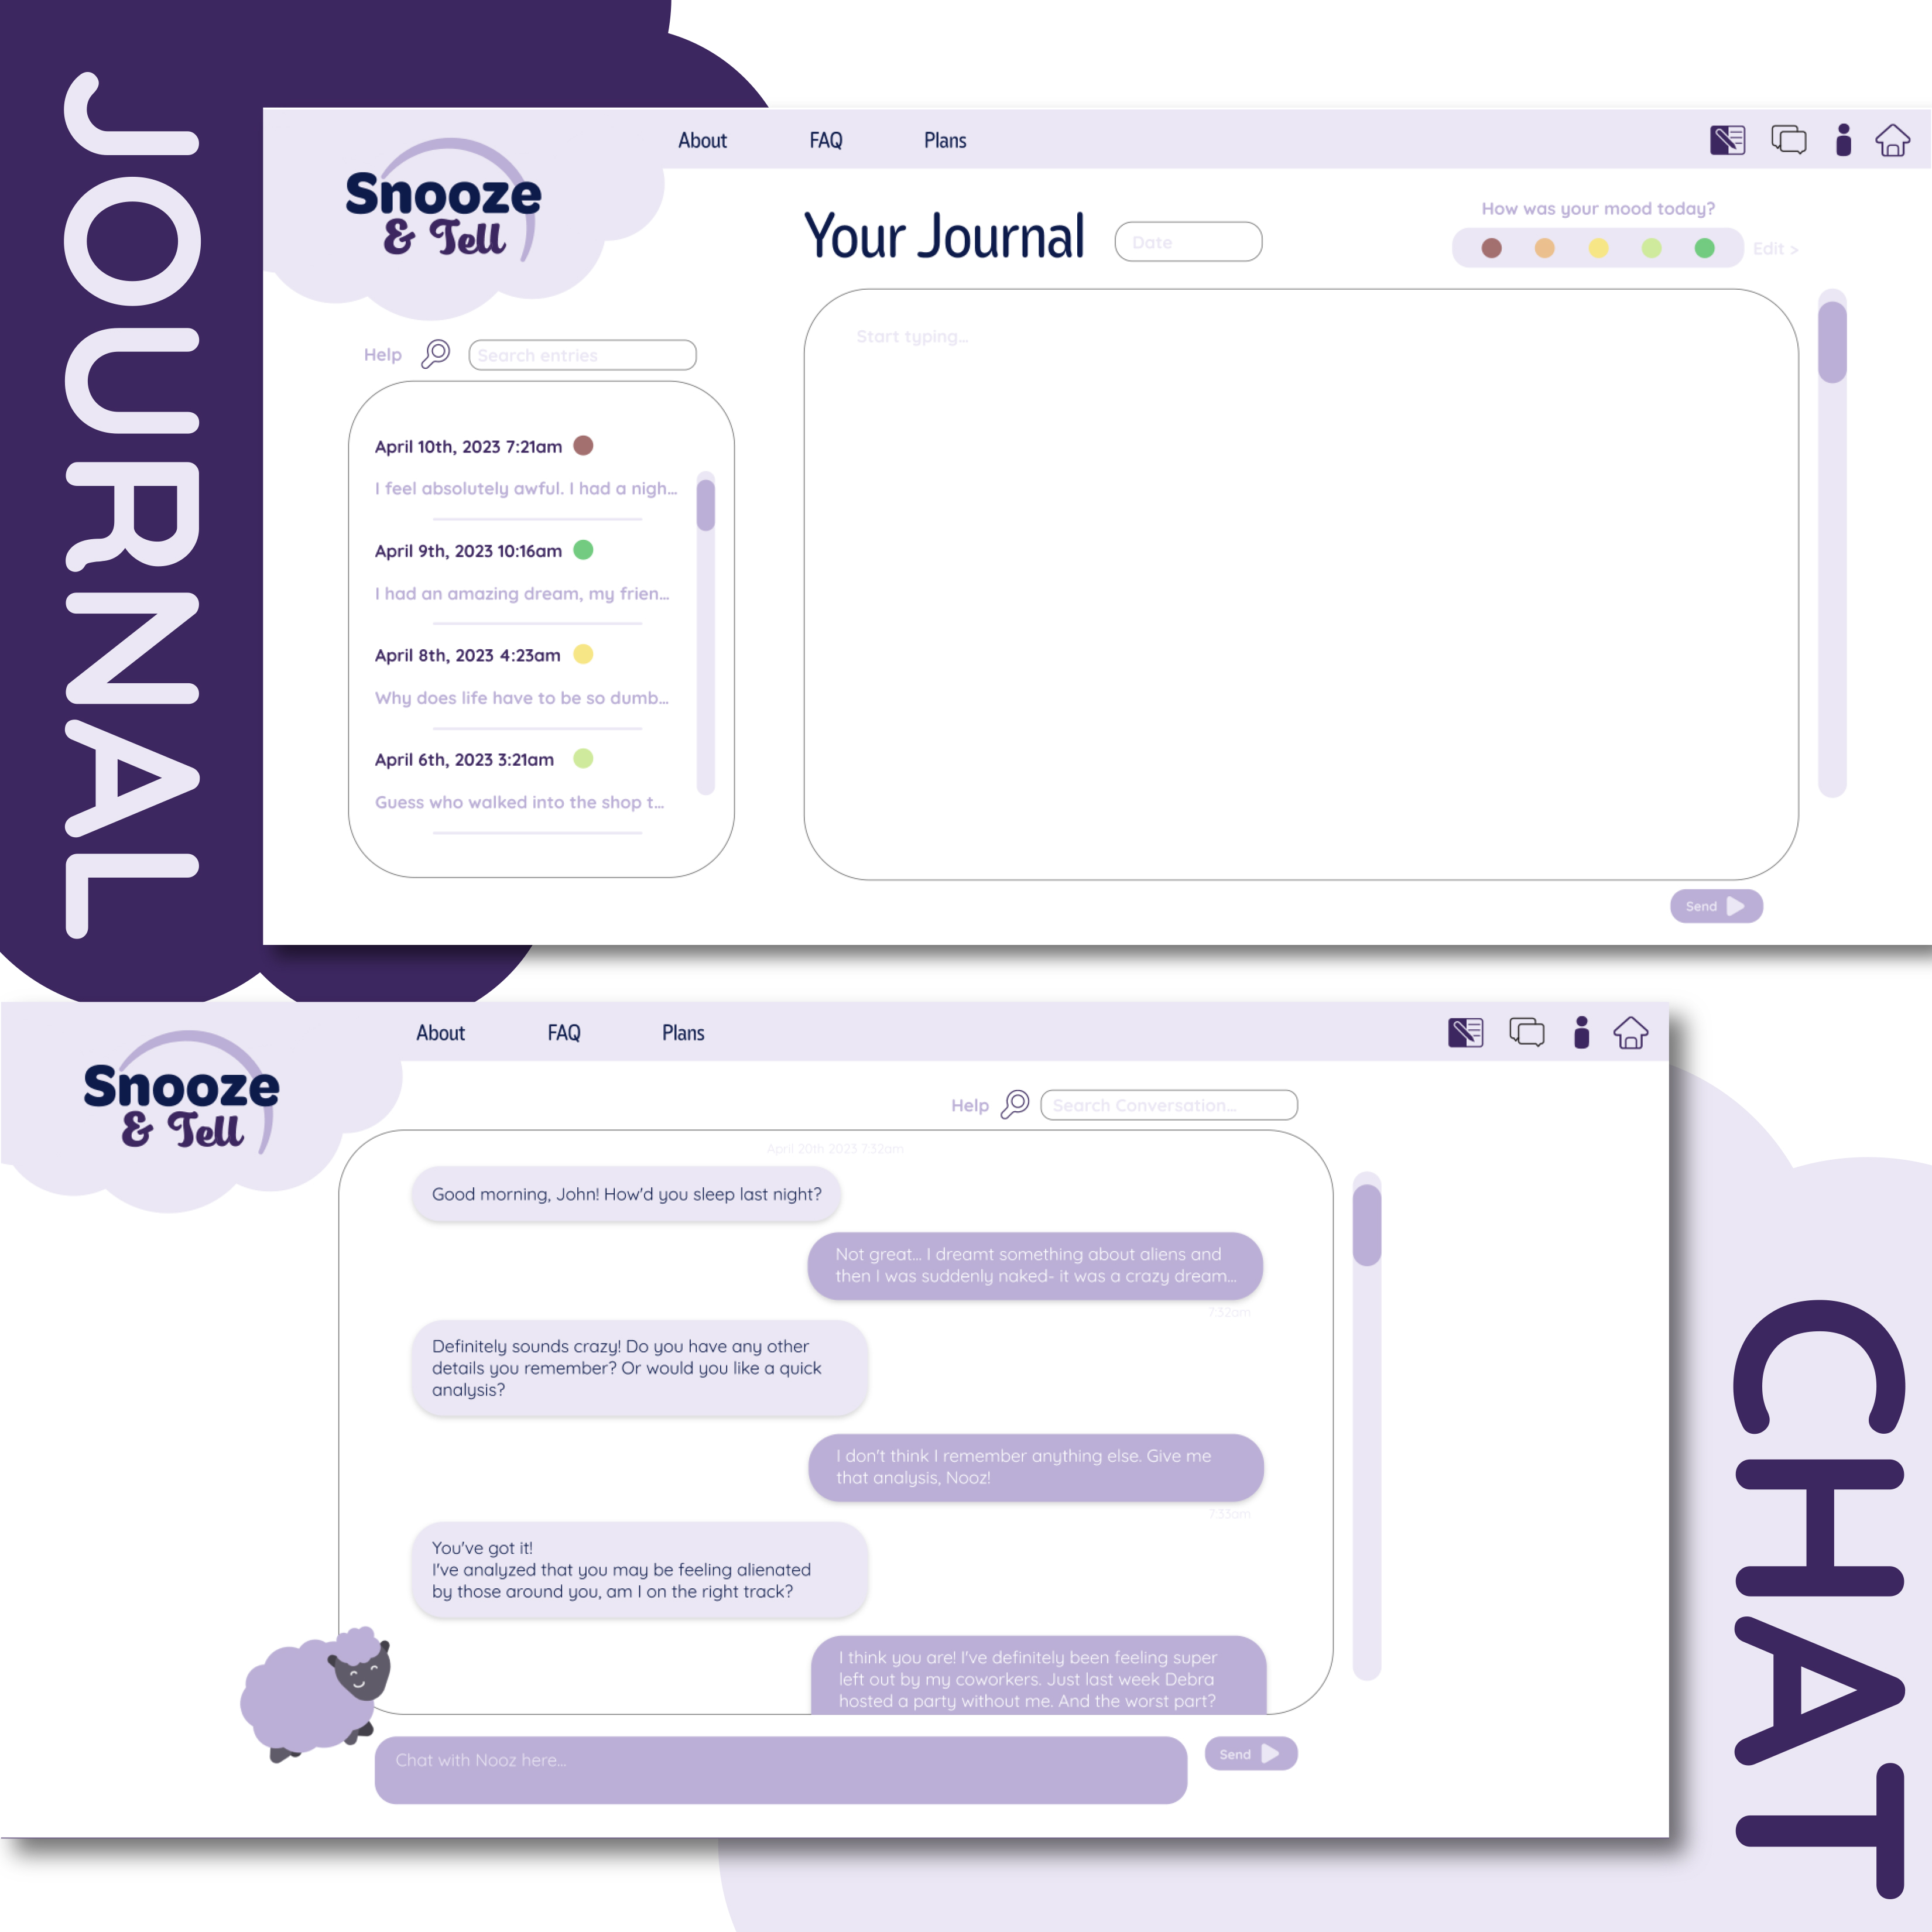 JOURNAL
Snooze
& Tell
About FAQ Plans
Your Journal
Date
How was your mood today?
Edit >
Help
Search entries
Start typing...
April 10th, 2023 7:21am
I feel absolutely awful. I had a nigh...
April 9th, 2023 10:16am
I had an amazing dream, my frien...
April 8th, 2023 4:23am
Why does life have to be so dumb...
April 6th, 2023 3:21am
Guess who walked into the shop t...
Send
Snooze
& Tell
About FAQ Plans
Help
Search Conversation...
April 20th 2023 7:32am
Good morning, John! How'd you sleep last night?
Not great... I dreamt something about aliens and
then I was suddenly naked- it was a crazy dream...
7:32am
Definitely sounds crazy! Do you have any other
details you remember? Or would you like a quick
analysis?
I don't think I remember anything else. Give me
that analysis, Nooz!
7:33am
You've got it!
I've analyzed that you may be feeling alienated
by those around you, am I on the right track?
I think you are! I've definitely been feeling super
left out by my coworkers. Just last week Debra
hosted a party without me. And the worst part?
Chat with Nooz here...
Send
CHAT